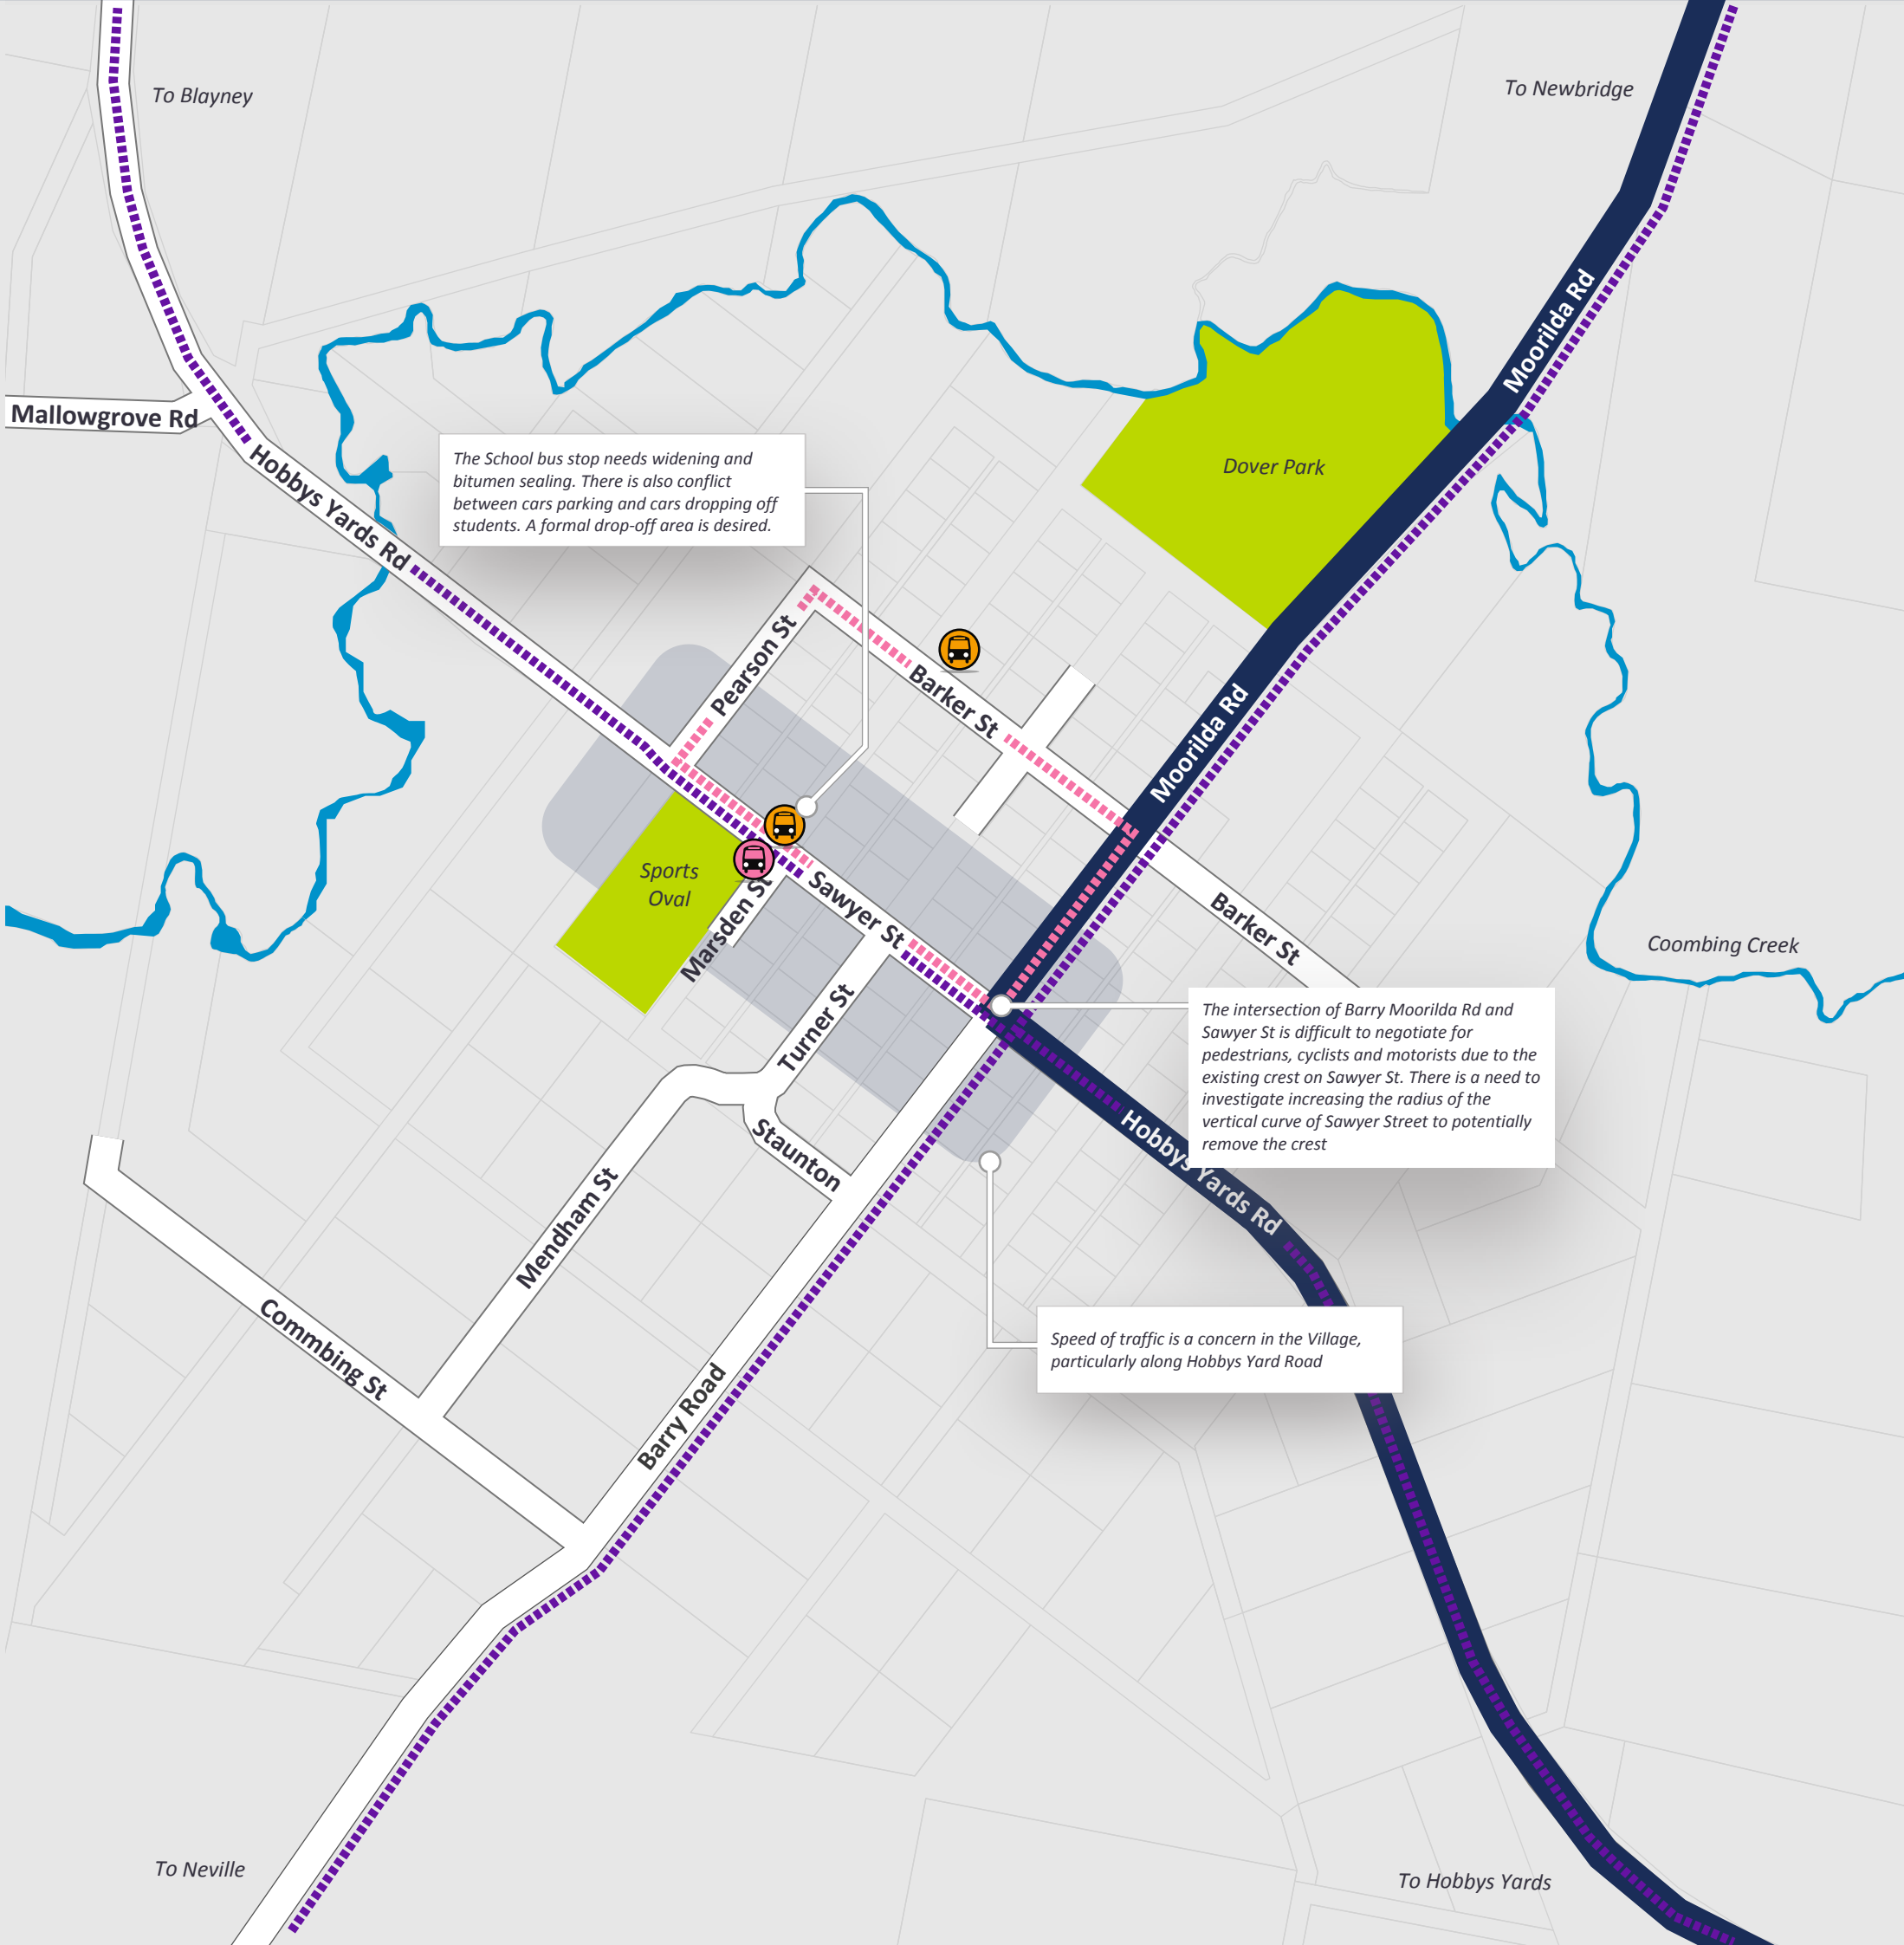 To Blayney
To Newbridge
Moorilda Rd
Mallowgrove Rd
Hobbys Yards Rd
The School bus stop needs widening and
bitumen sealing. There is also conflict
between cars parking and cars dropping off
students. A formal drop-off area is desired.
Dover Park
Pearson St
Barker St
Moorilda Rd
Sports
Oval
Marsden St
Sawyer St
Barker St
Coombing Creek
Turner St
The intersection of Barry Moorilda Rd and
Sawyer St is difficult to negotiate for
pedestrians, cyclists and motorists due to the
existing crest on Sawyer St. There is a need to
investigate increasing the radius of the
vertical curve of Sawyer Street to potentially
remove the crest
Hobbys Yards Rd
Staunton
Mendham St
Commbing St
Speed of traffic is a concern in the Village,
particularly along Hobbys Yard Road
Barry Road
To Neville
To Hobbys Yards